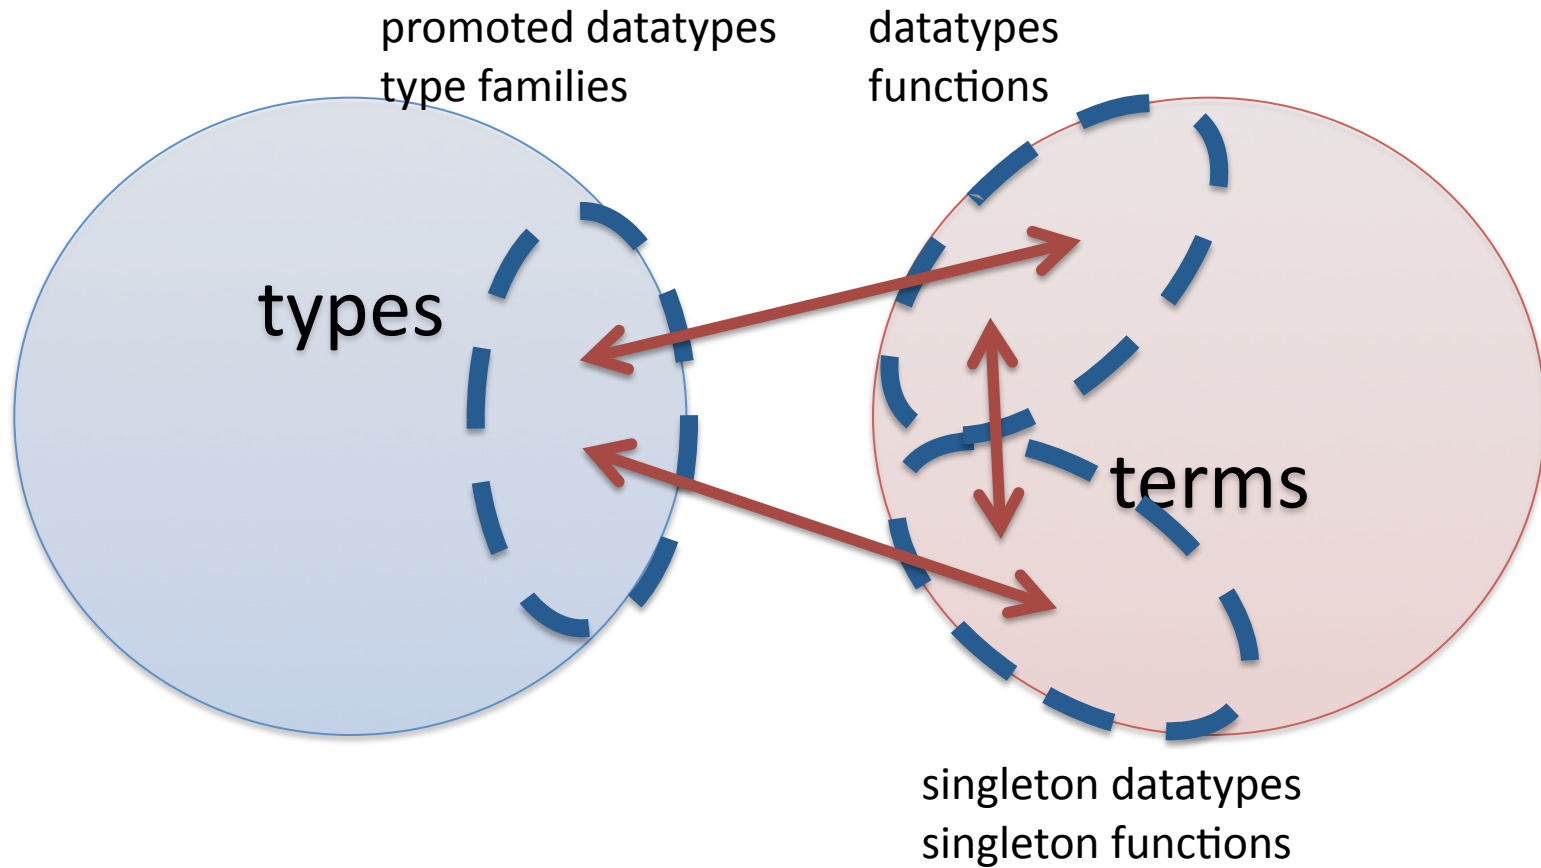 promoted datatypes
type families
datatypes
functions
types
terms
singleton datatypes
singleton functions